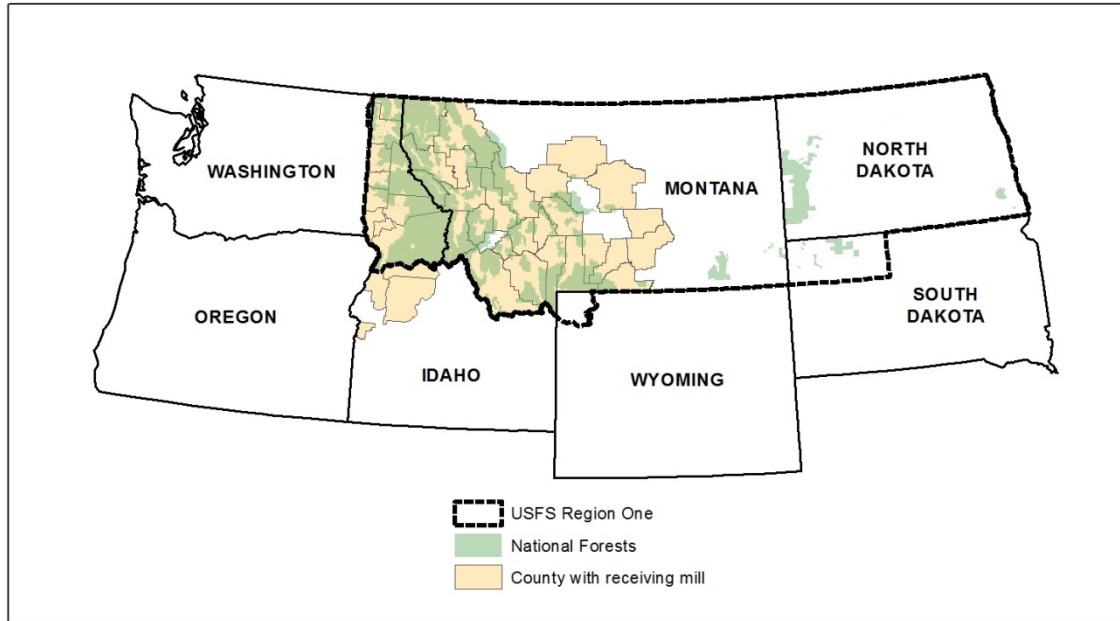 WASHINGTON
MONTANA
NORTH
DAKOTA
OREGON
IDAHO
WYOMING
SOUTH
DAKOTA
USFS Region One
National Forests
County with receiving mill